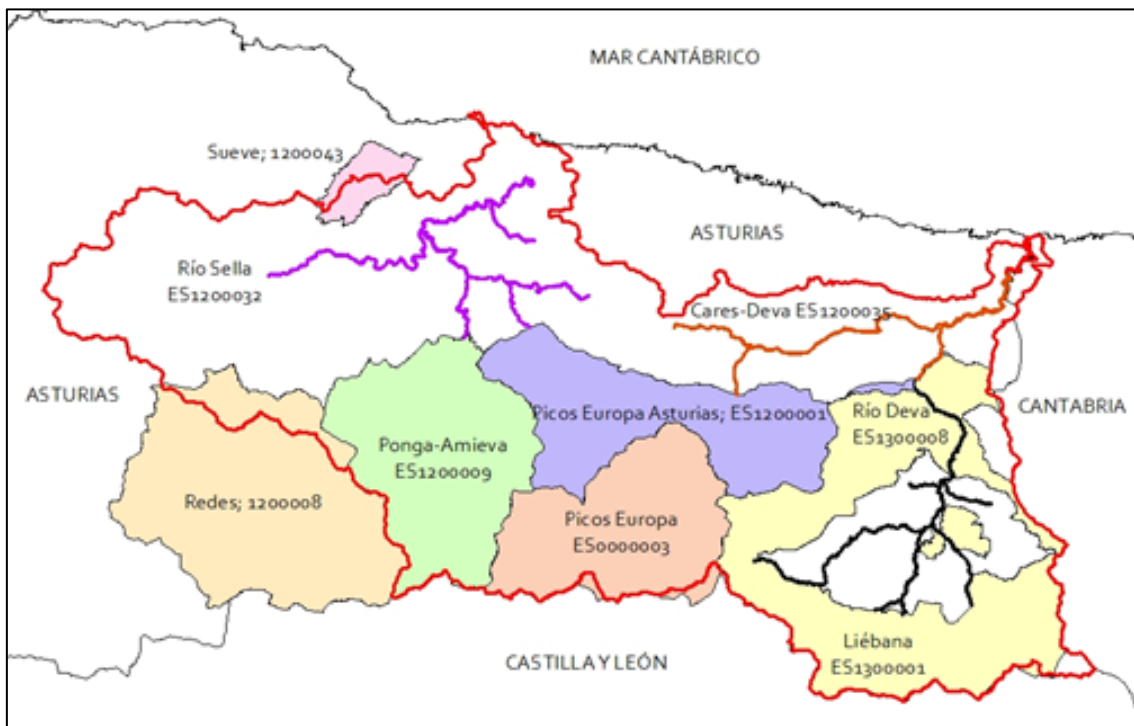 MAR CANTÁBRICO
Sueve; 1200043
ASTURIAS
Río Sella
ES1200032
Cares-Deva ES1200035
ASTURIAS
CANTABRIA
Picos Europa Asturias; ES1200001
Río Deva
ES1300008
Ponga-Amieva
ES1200009
Redes; 1200008
Picos Europa
ES0000003
Liébana
ES1300001
CASTILLA Y LEÓN